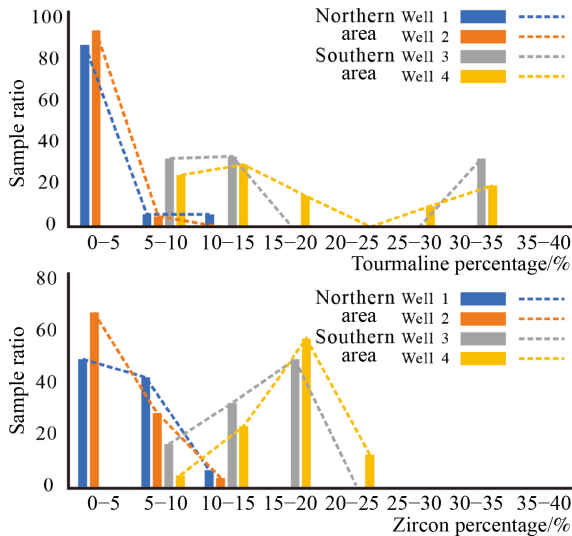 100
80
60
40
20
0
Sample ratio
Northern area
Southern area
Well 1
Well 2
Well 3
Well 4
0−5 5−10 10−15 15−20 20−25 25−30 30−35 35−40
Tourmaline percentage/%
80
60
40
20
0
Sample ratio
Northern area
Southern area
Well 1
Well 2
Well 3
Well 4
0−5 5−10 10−15 15−20 20−25 25−30 30−35 35−40
Zircon percentage/%